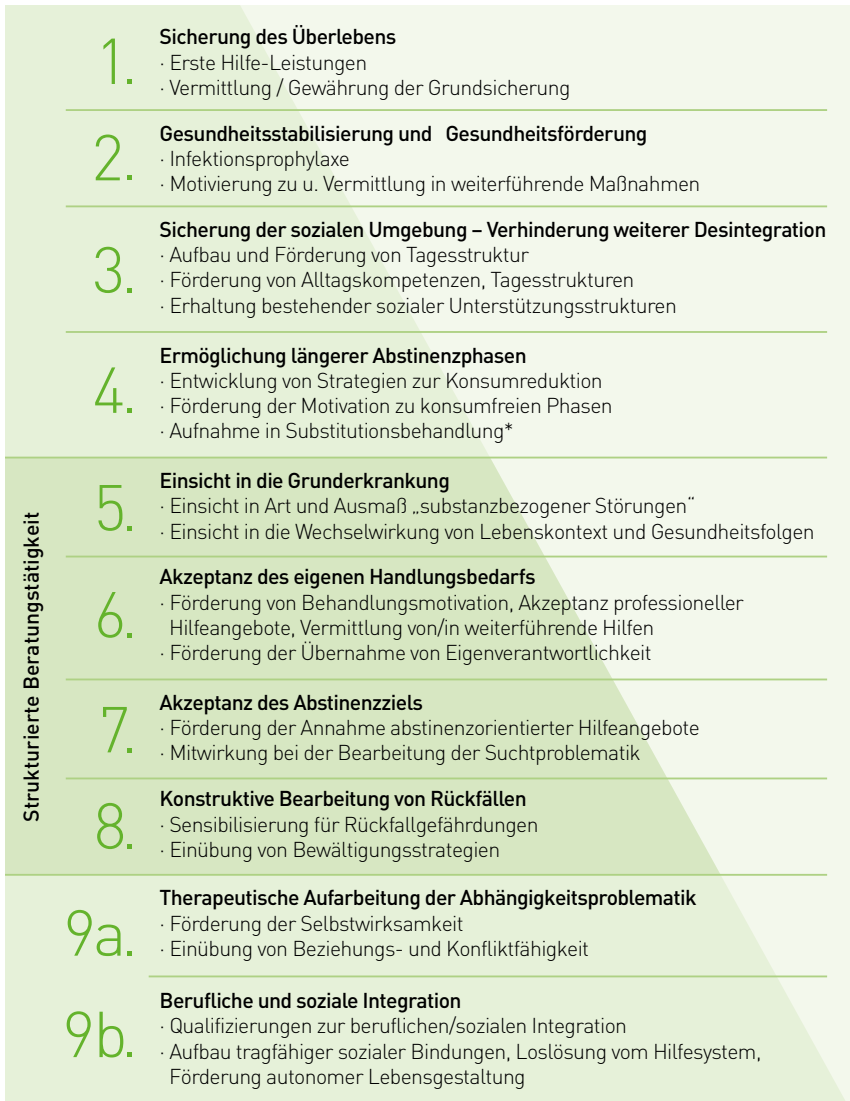 1.
Sicherung des Überlebens
· Erste Hilfe-Leistungen
· Vermittlung / Gewährung der Grundsicherung
2.
Gesundheitsstabilisierung und Gesundheitsförderung
· Infektionsprophylaxe
· Motivierung zu u. Vermittlung in weiterführende Maßnahmen
3.
Sicherung der sozialen Umgebung – Verhinderung weiterer Desintegration
· Aufbau und Förderung von Tagesstruktur
· Förderung von Alltagskompetenzen, Tagesstrukturen
· Erhaltung bestehender sozialer Unterstützungsstrukturen
4.
Ermöglichung längerer Abstinenzphasen
· Entwicklung von Strategien zur Konsumreduktion
· Förderung der Motivation zu konsumfreien Phasen
· Aufnahme in Substitutionsbehandlung*
Strukturierte Beratungstätigkeit
5.
Einsicht in die Grunderkrankung
· Einsicht in Art und Ausmaß „substanzbezogener Störungen“
· Einsicht in die Wechselwirkung von Lebenskontext und Gesundheitsfolgen
6.
Akzeptanz des eigenen Handlungsbedarfs
· Förderung von Behandlungsmotivation, Akzeptanz professioneller
Hilfeangebote, Vermittlung von/in weiterführende Hilfen
· Förderung der Übernahme von Eigenverantwortlichkeit
7.
Akzeptanz des Abstinenzziels
· Förderung der Annahme abstinenzorientierter Hilfeangebote
· Mitwirkung bei der Bearbeitung der Suchtproblematik
8.
Konstruktive Bearbeitung von Rückfällen
· Sensibilisierung für Rückfallgefährdungen
· Einübung von Bewältigungsstrategien
9a.
Therapeutische Aufarbeitung der Abhängigkeitsproblematik
· Förderung der Selbstwirksamkeit
· Einübung von Beziehungs- und Konfliktfähigkeit
9b.
Berufliche und soziale Integration
· Qualifizierungen zur beruflichen/sozialen Integration
· Aufbau tragfähiger sozialer Bindungen, Loslösung vom Hilfesystem,
Förderung autonomer Lebensgestaltung